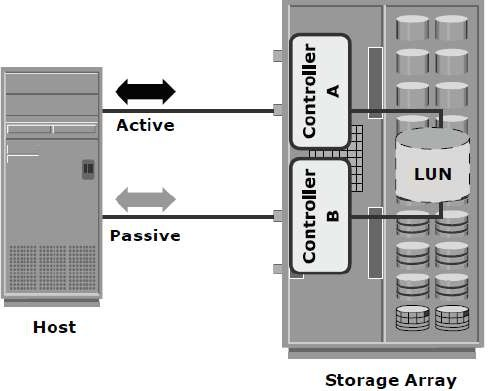 Controller
A
Active
LUN
Controller
B
Passive
Host
Storage Array